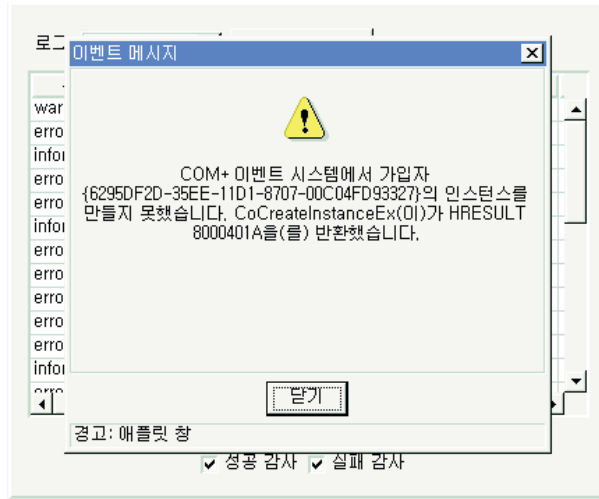 로그
이벤트 메시지
war
erro
infor
erro
erro
infor
erro
erro
erro
erro
erro
infor
COM+ 이벤트 시스템에서 가입자
{6295DF2D-35EE-11D1-8707-00C04FD93327}의 인스턴스를
만들지 못했습니다. CoCreateInstanceEx(이)가 HRESULT
8000401A을(를) 반환했습니다.
닫기
경고: 애플릿 창
성공 감사 실패 감사